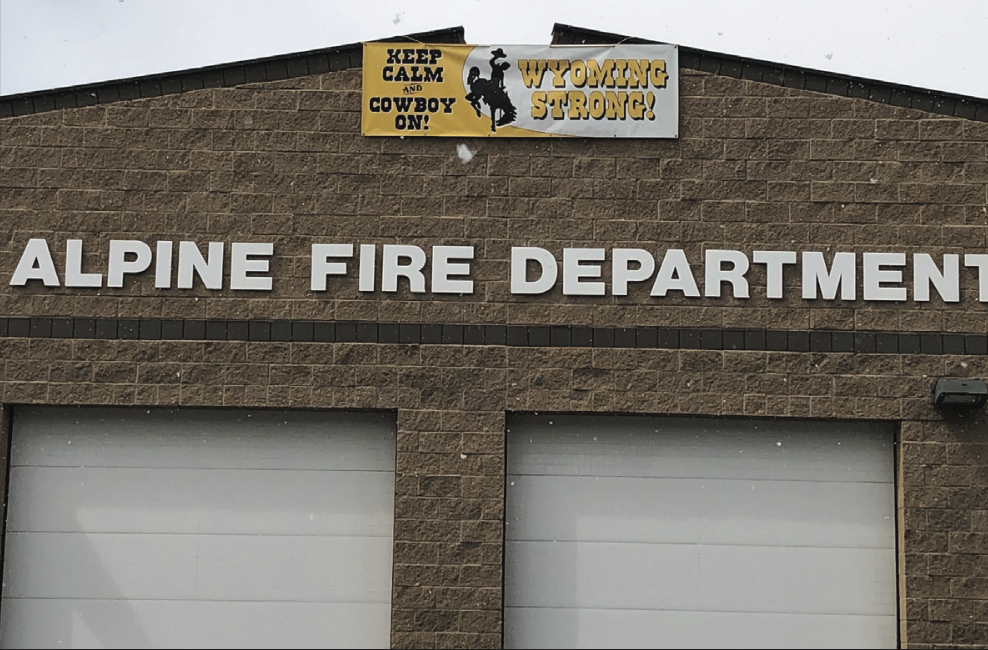 KEEP
CALM
AND
COWBOY
ON!
WYOMING
STRONG!
ALPINE FIRE DEPARTMENT